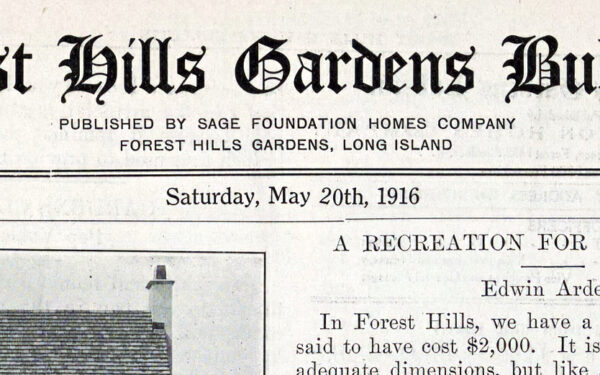 st Hills Gardens Bu
PUBLISHED BY SAGE FOUNDATION HOMES COMPANY
FOREST HILLS GARDENS, LONG ISLAND
Saturday, May 20th, 1916
A RECREATION FOR
Edwin Arde
In Forest Hills, we have a
said to have cost $2,000. It is
adequate dimensions, but like